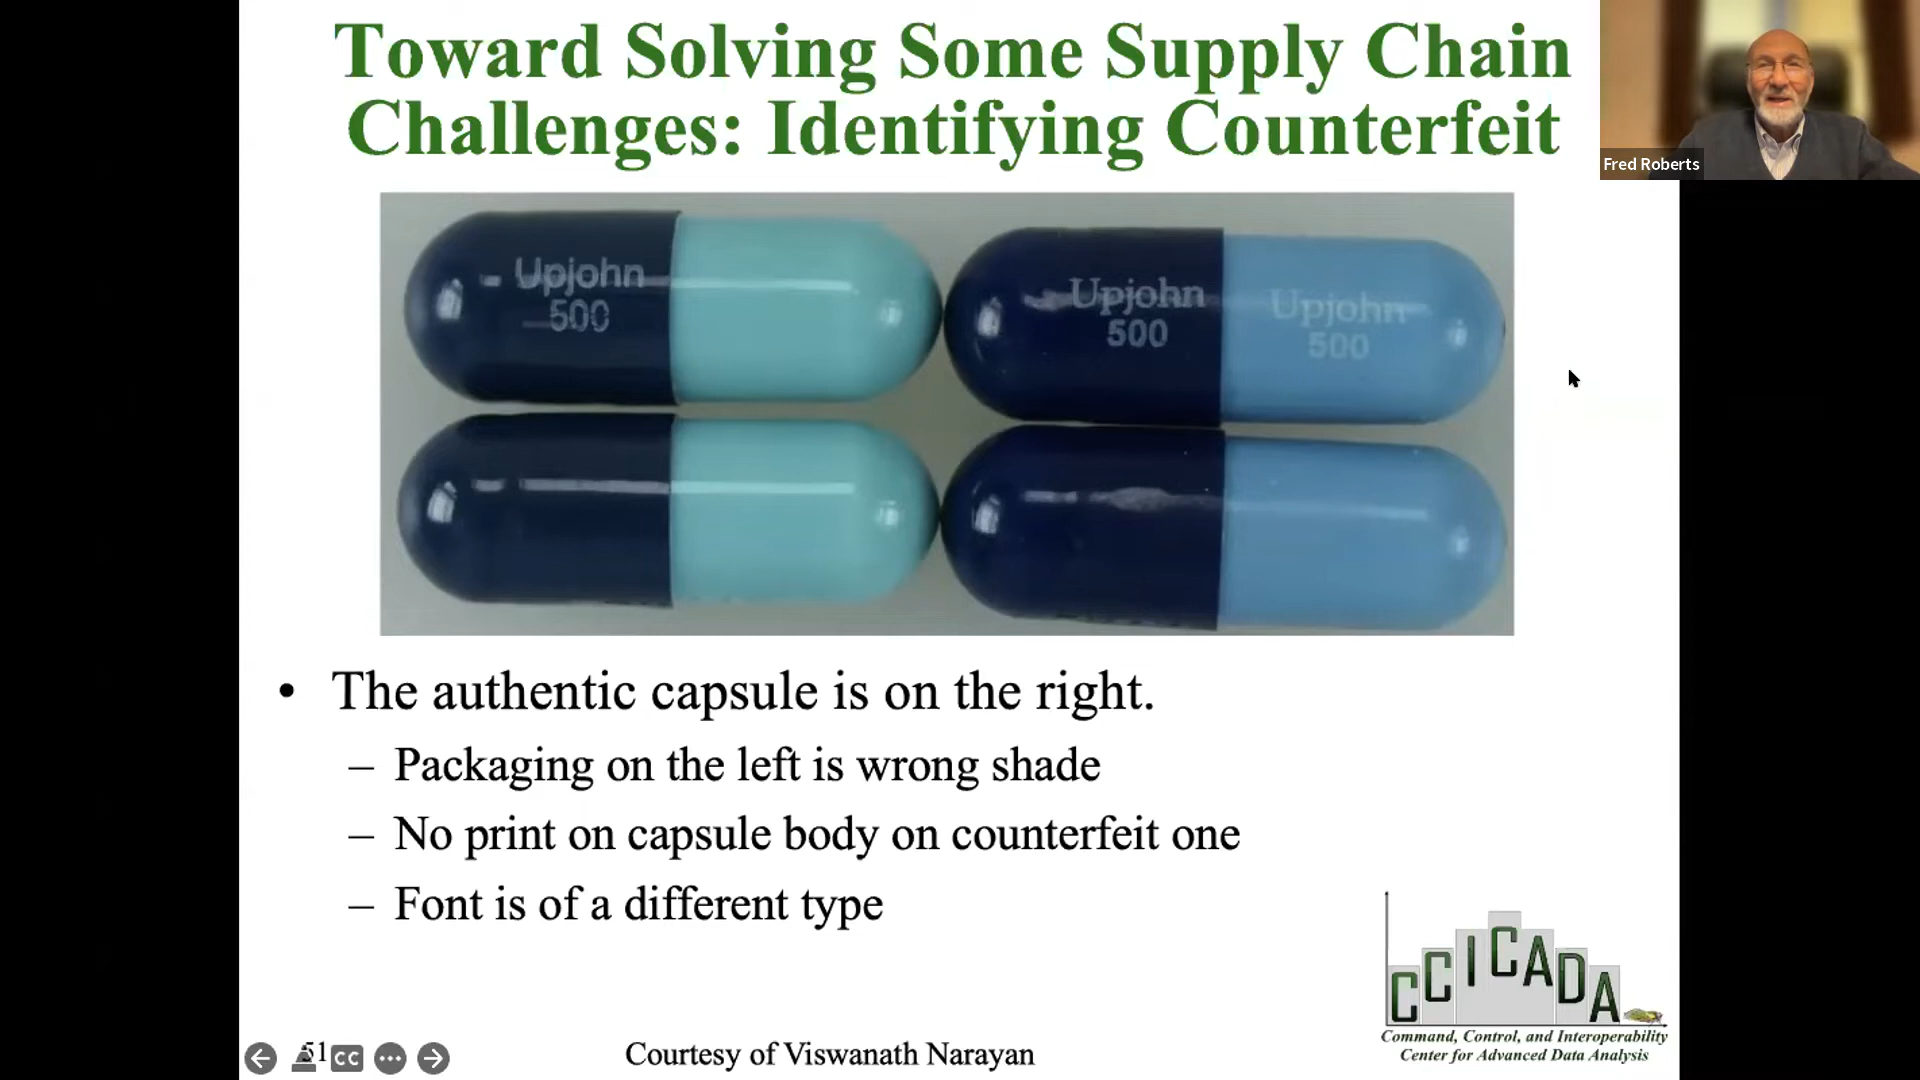 Toward Solving Some Supply Chain
Challenges: Identifying Counterfeit
Fred Roberts
Upjohn
500
Upjohn
500
Upjohn
500
• The authentic capsule is on the right.
– Packaging on the left is wrong shade
– No print on capsule body on counterfeit one
– Font is of a different type
CCICADA
Command, Control, and Interoperability
Center for Advanced Data Analysis
51
CC
Courtesy of Viswanath Narayan